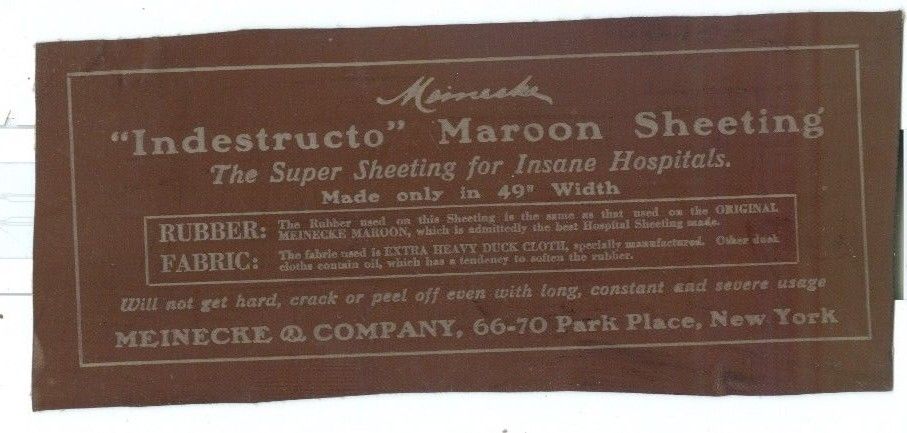 Meinecke
"Indestructo" Maroon Sheeting
The Super Sheeting for Insane Hospitals.
Made only in 49" Width
RUBBER: The Rubber used on this Sheeting is the same as that used on the ORIGINAL
MEINECKE MAROON, which is admittedly the best Hospital Sheeting made.
FABRIC: The fabric used is EXTRA HEAVY DUCK CLOTH, specially manufactured. Other duck
cloths contain oil, which has a tendency to soften the rubber.
Will not get hard, crack or peel off even with long, constant and severe usage
MEINECKE & COMPANY, 66-70 Park Place, New York